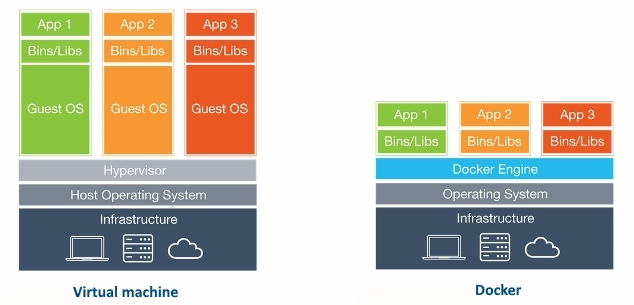 App 1 App 2 App 3
Bins/Libs Bins/Libs Bins/Libs
Guest OS Guest OS Guest OS
Hypervisor
Host Operating System
Infrastructure
Virtual machine
App 1 App 2 App 3
Bins/Libs Bins/Libs Bins/Libs
Docker Engine
Operating System
Infrastructure
Docker